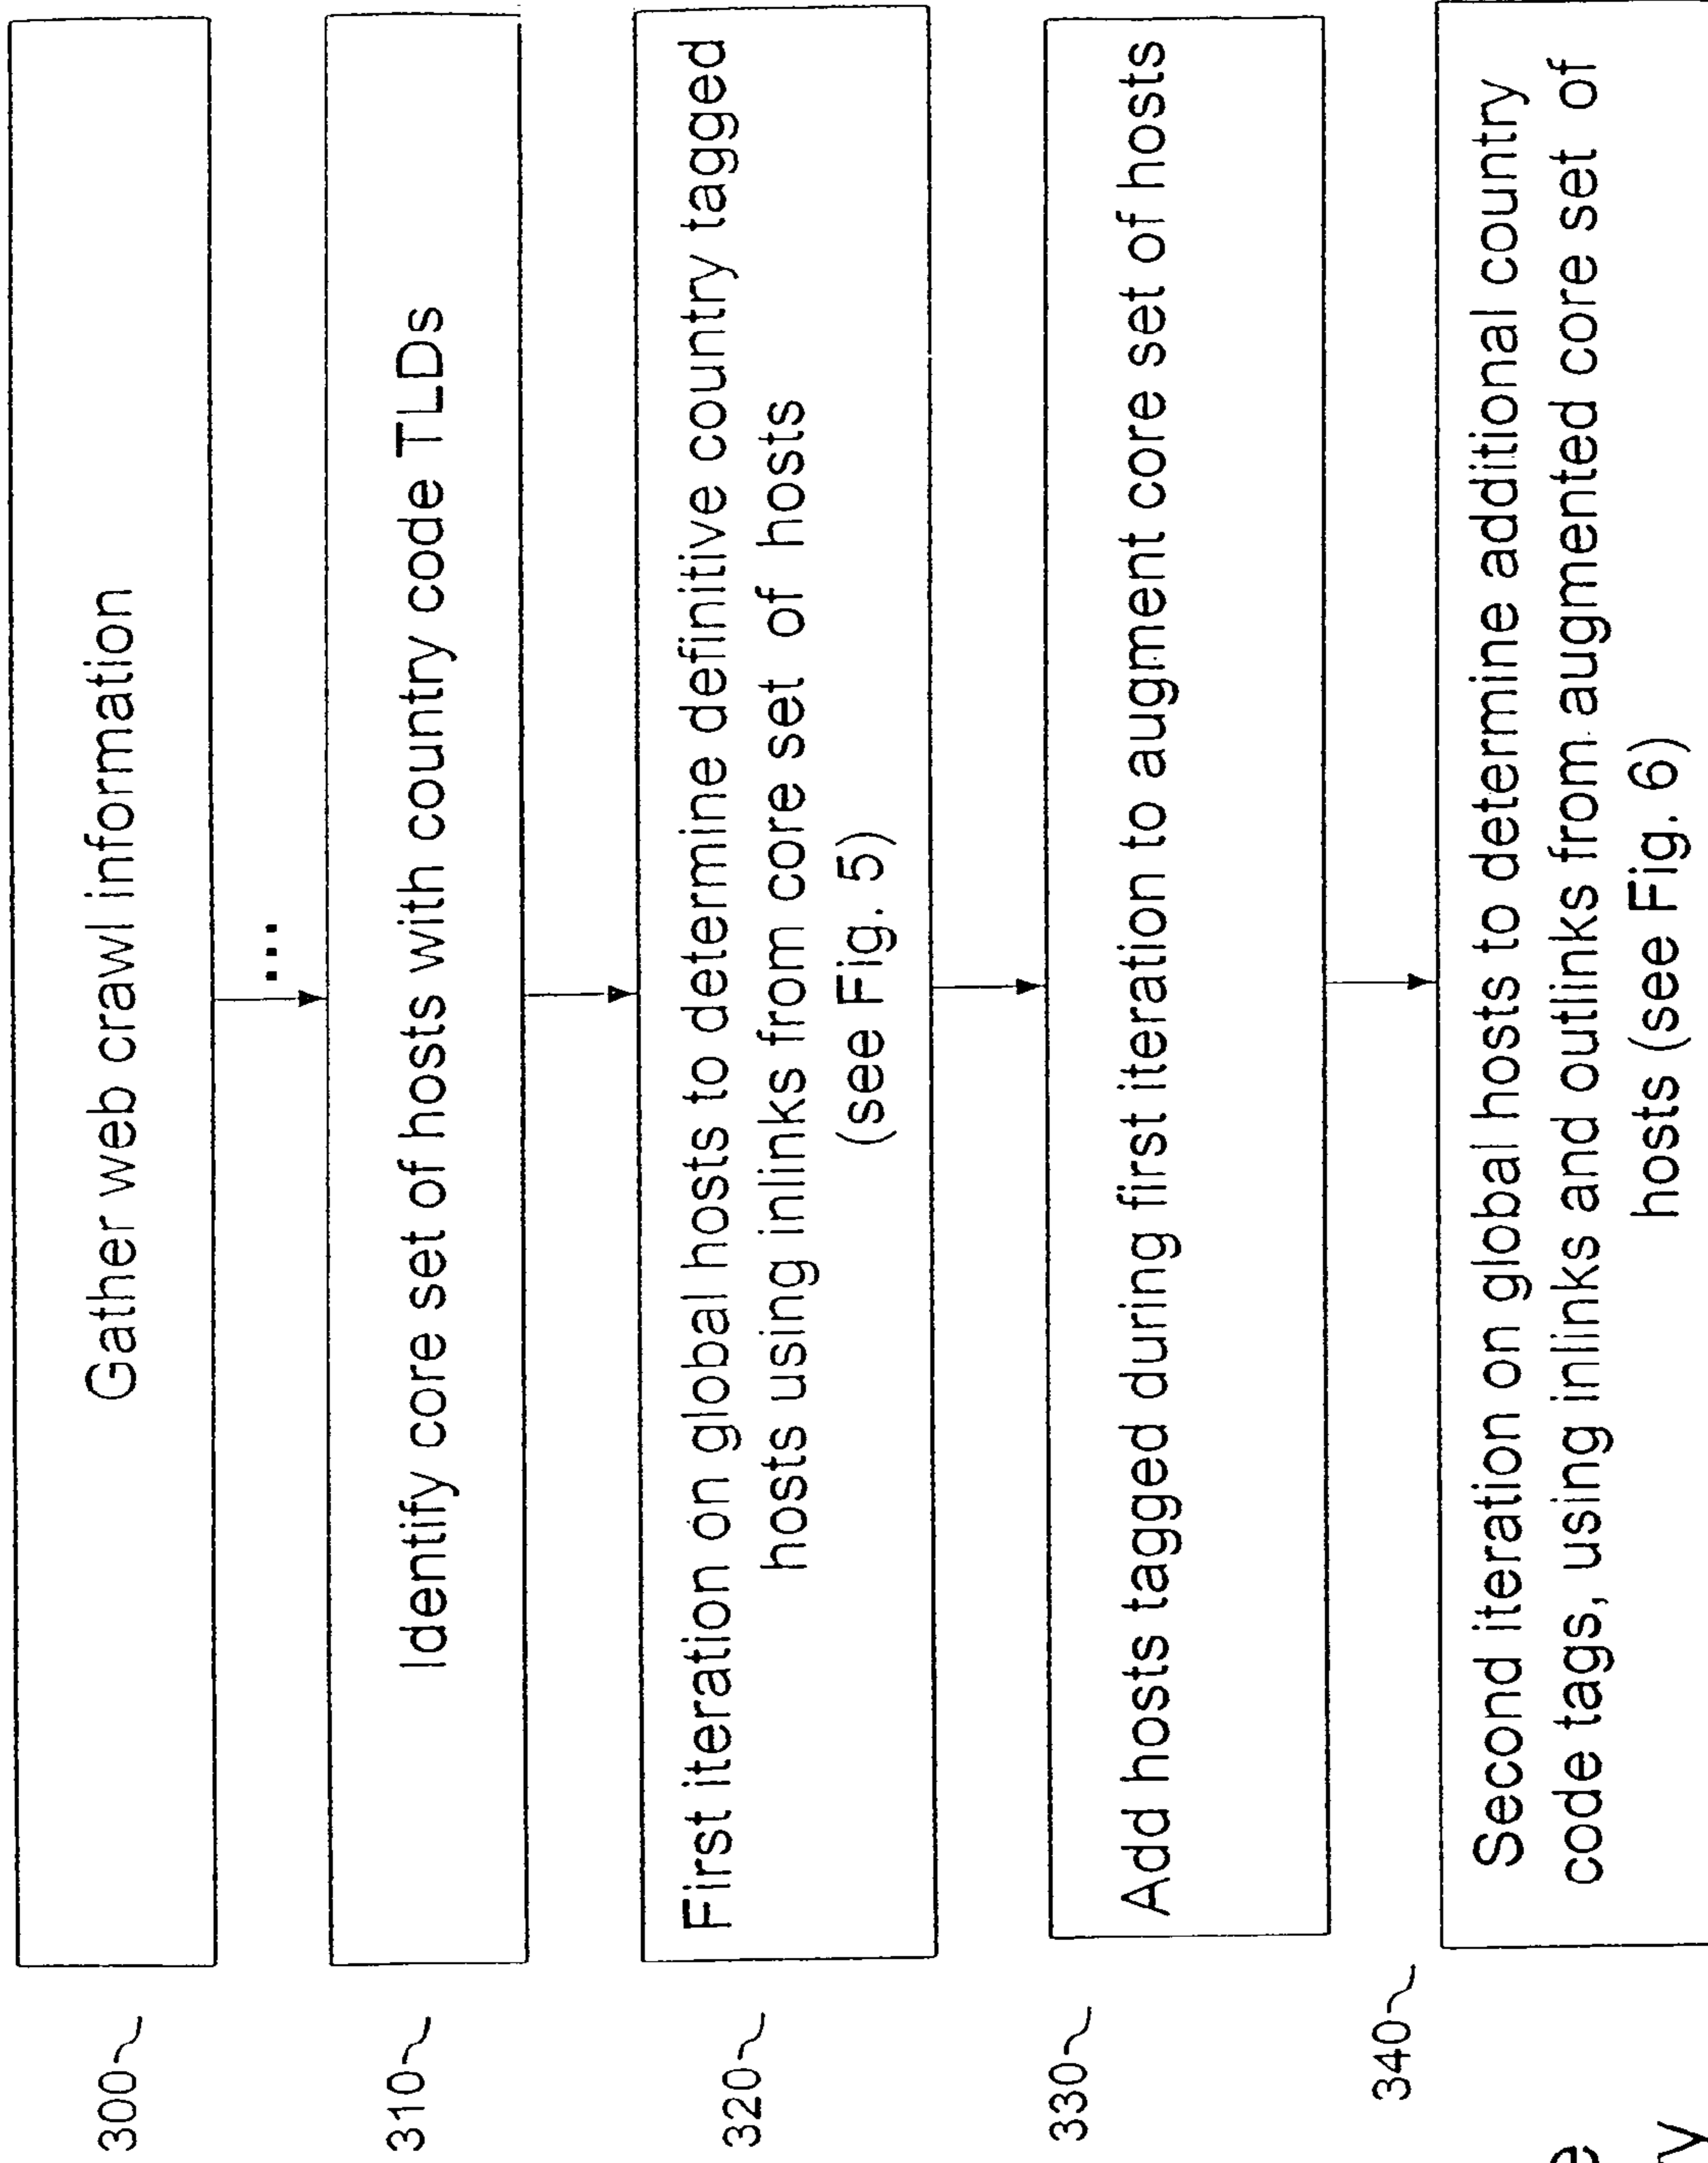 300
Gather web crawl information
...
310
Identify core set of hosts with country code TLDs
320
First iteration on global hosts to determine definitive country tagged
hosts using inlinks from core set of hosts
(see Fig. 5)
330
Add hosts tagged during first iteration to augment core set of hosts
340
Second iteration on global hosts to determine additional country
code tags, using inlinks and outlinks from augmented core set of
hosts (see Fig. 6)